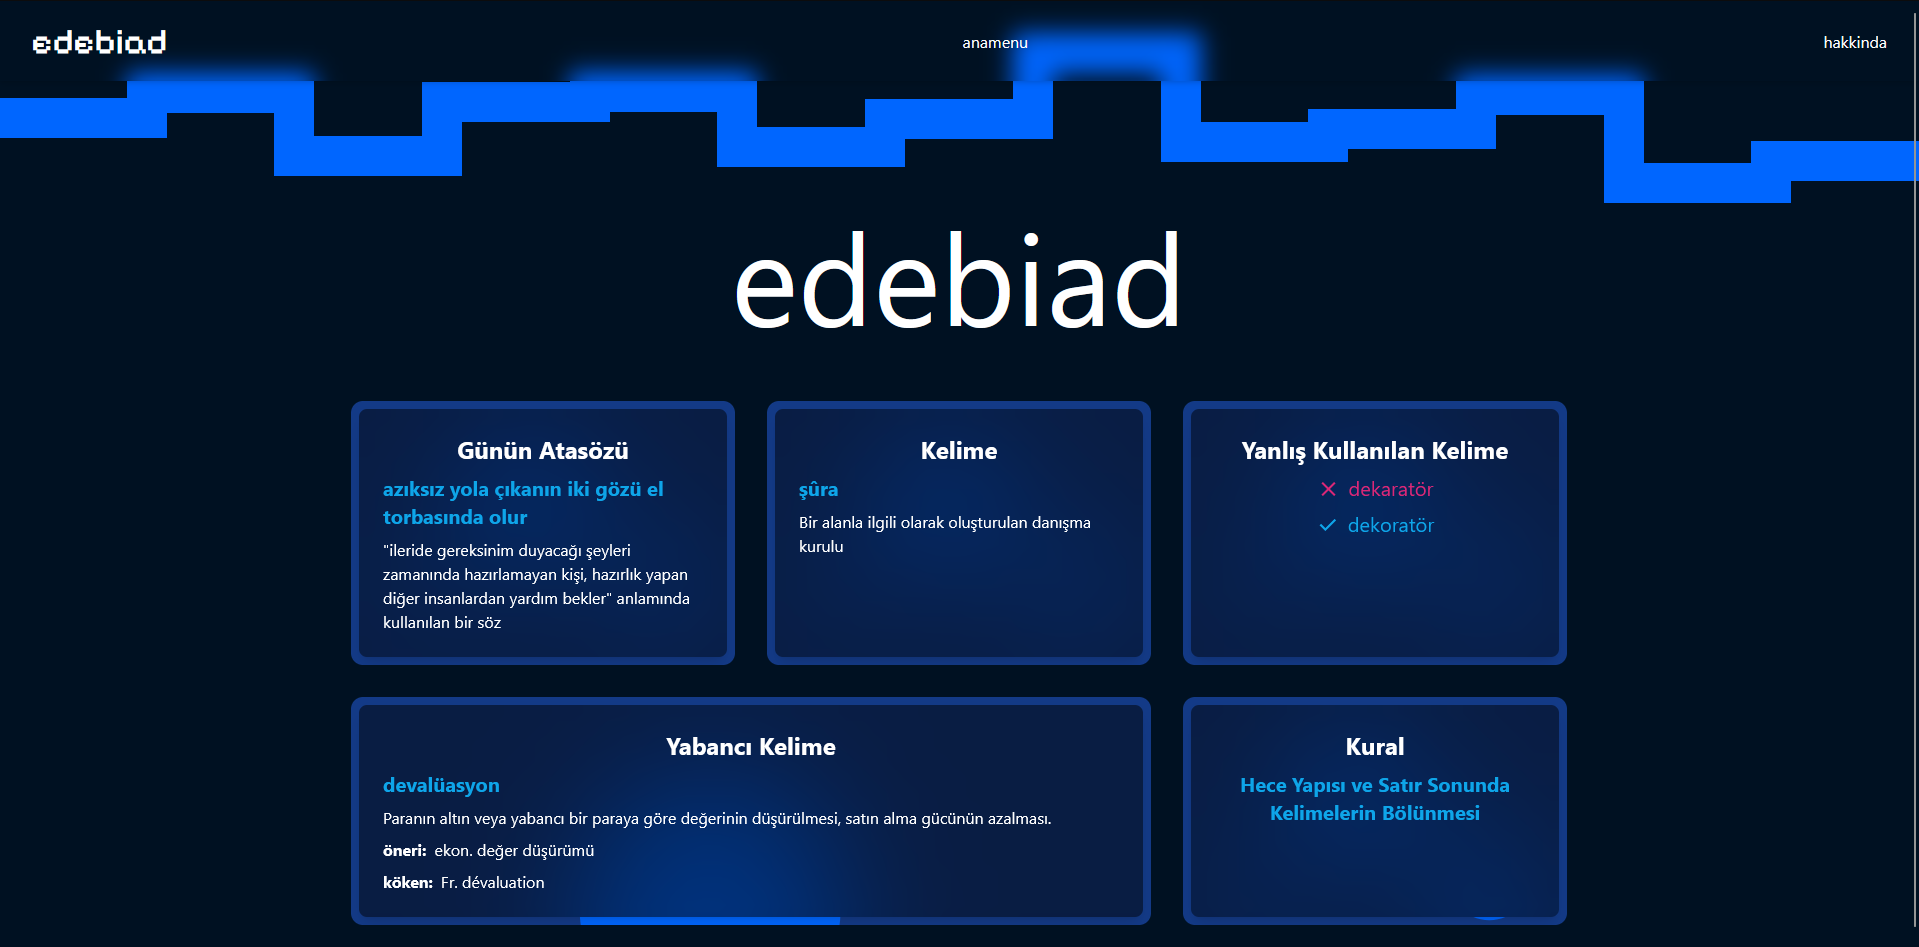 edebiad
anamenu
hakkinda
edebiad
Günün Atasözü
azıksız yola çıkanın iki gözü el
torbasında olur
"ileride gereksinim duyacağı şeyleri
zamanında hazırlamayan kişi, hazırlık yapan
diğer insanlardan yardım bekler" anlamında
kullanılan bir söz
Kelime
şûra
Bir alanla ilgili olarak oluşturulan danışma
kurulu
Yanlış Kullanılan Kelime
dekaratör
dekoratör
Yabancı Kelime
devalüasyon
Paranın altın veya yabancı bir paraya göre değerinin düşürülmesi, satın alma gücünün azalması.
öneri: ekon. değer düşürümü
köken: Fr. dévaluation
Kural
Hece Yapısı ve Satır Sonunda
Kelimelerin Bölünmesi